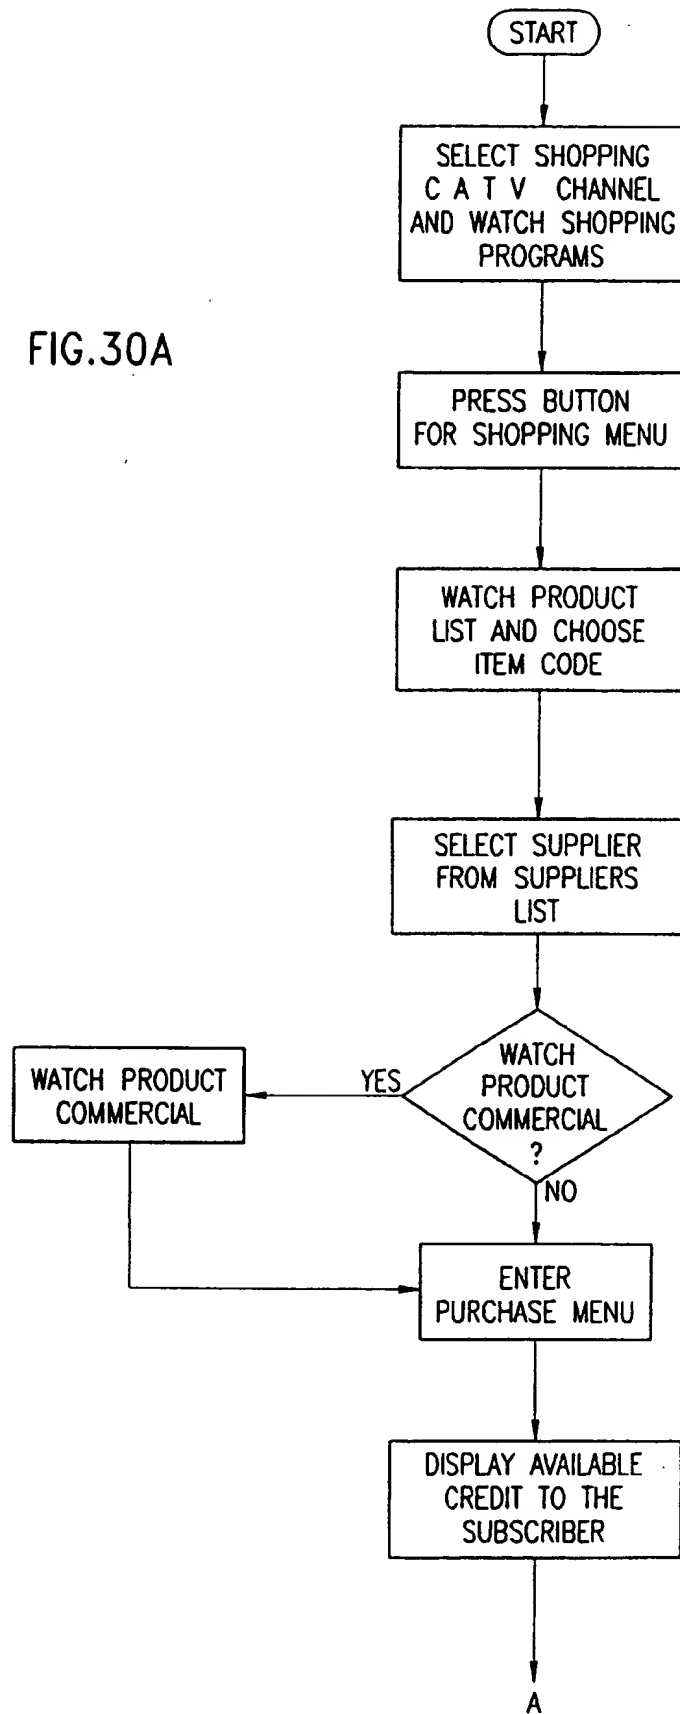 START
SELECT SHOPPING
C A T V CHANNEL
AND WATCH SHOPPING
PROGRAMS
FIG.30A
PRESS BUTTON
FOR SHOPPING MENU
WATCH PRODUCT
LIST AND CHOOSE
ITEM CODE
SELECT SUPPLIER
FROM SUPPLIERS
LIST
WATCH
PRODUCT
COMMERCIAL
?
YES
WATCH PRODUCT
COMMERCIAL
NO
ENTER
PURCHASE MENU
DISPLAY AVAILABLE
CREDIT TO THE
SUBSCRIBER
A